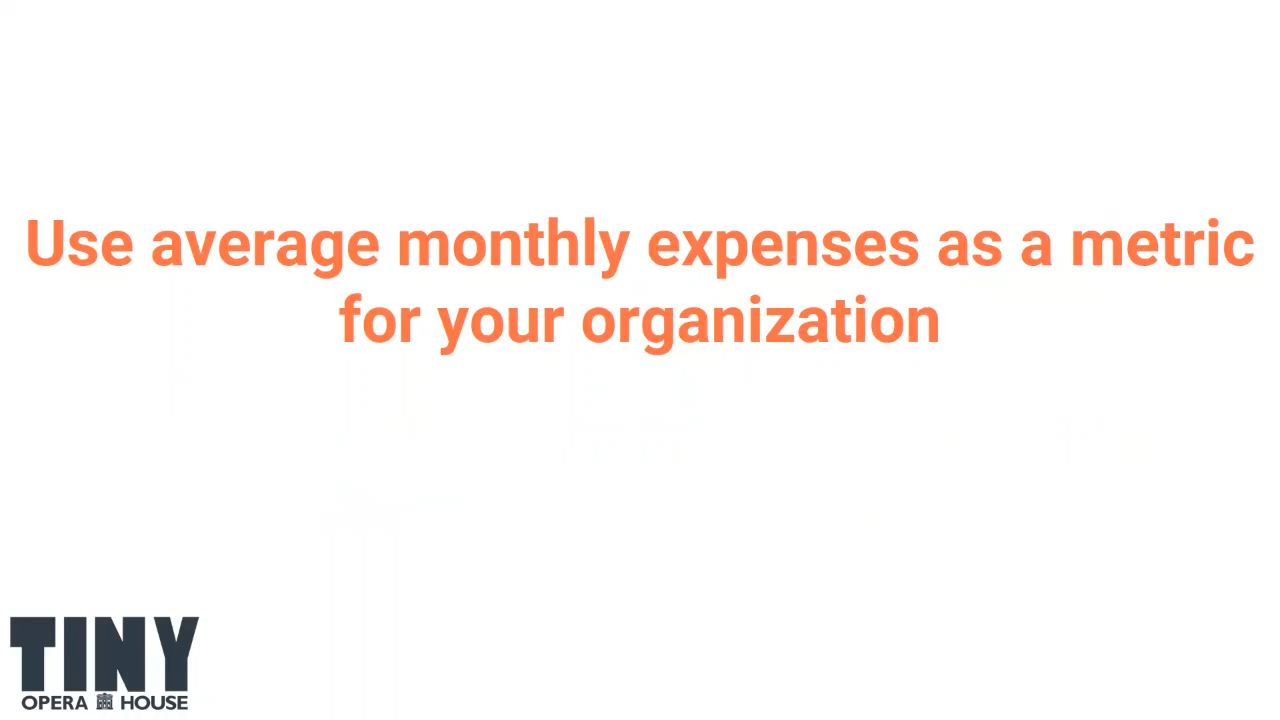 Use average monthly expenses as a metric
for your organization
TINY
OPERA HOUSE